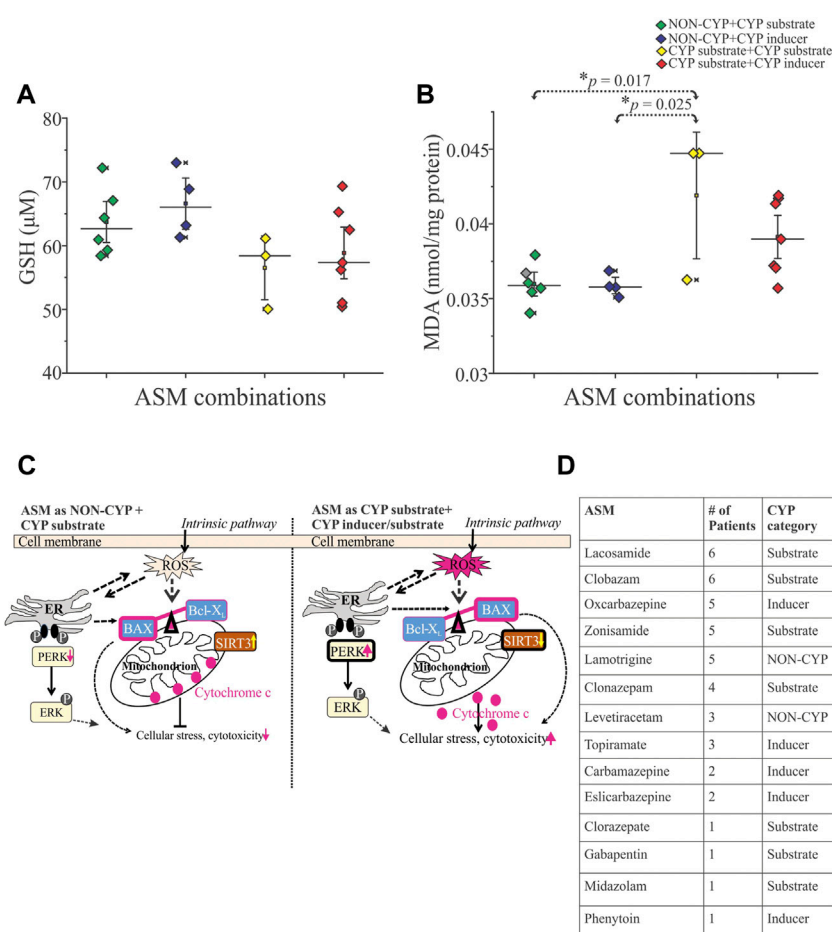 NON-CYP+CYP substrate
NON-CYP+CYP inducer
CYP substrate+CYP substrate
CYP substrate+CYP inducer
A
80
70
60
50
40
GSH (µM)
ASM combinations
B
*p = 0.017
*p = 0.025
0.045
0.04
0.035
0.03
MDA (nmol/mg protein)
ASM combinations
C
ASM as NON-CYP +
CYP substrate
Intrinsic pathway
Cell membrane
ROS
ER
P P
PERK
P
ERK
BAX
Bcl-XL
SIRT3
Mitochondrion
Cytochrome c
Cellular stress, cytotoxity
ASM as CYP substrate+
CYP inducer/substrate
Intrinsic pathway
Cell membrane
ROS
ER
P P
PERK
P
ERK
Bcl-XL
BAX
SIRT3
Mitochondrion
Cytochrome c
Cellular stress, cytotoxity
D
ASM # of Patients CYP category
Lacosamide 6 Substrate
Clobazam 6 Substrate
Oxcarbazepine 5 Inducer
Zonisamide 5 Substrate
Lamotrigine 5 NON-CYP
Clonazepam 4 Substrate
Levetiracetam 3 NON-CYP
Topiramate 3 Inducer
Carbamazepine 2 Inducer
Eslicarbazepine 2 Inducer
Clorazepate 1 Substrate
Gabapentin 1 Substrate
Midazolam 1 Substrate
Phenytoin 1 Inducer